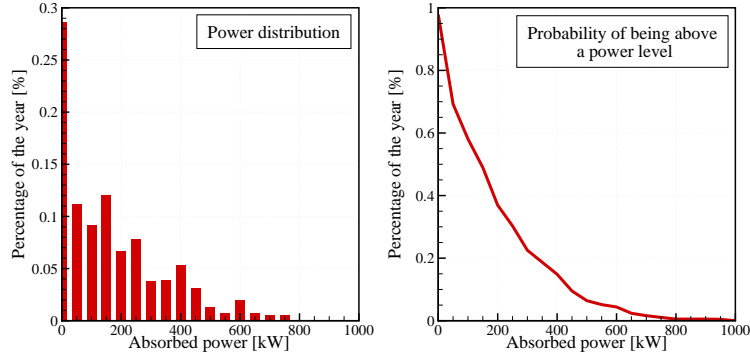 Power distribution
Percentage of the year [%]
0.3
0.25
0.2
0.15
0.1
0.05
0
0 200 400 600 800 1000
Absorbed power [kW]
Probability of being above
a power level
Percentage of the year [%]
1
0.8
0.6
0.4
0.2
0
0 200 400 600 800 1000
Absorbed power [kW]